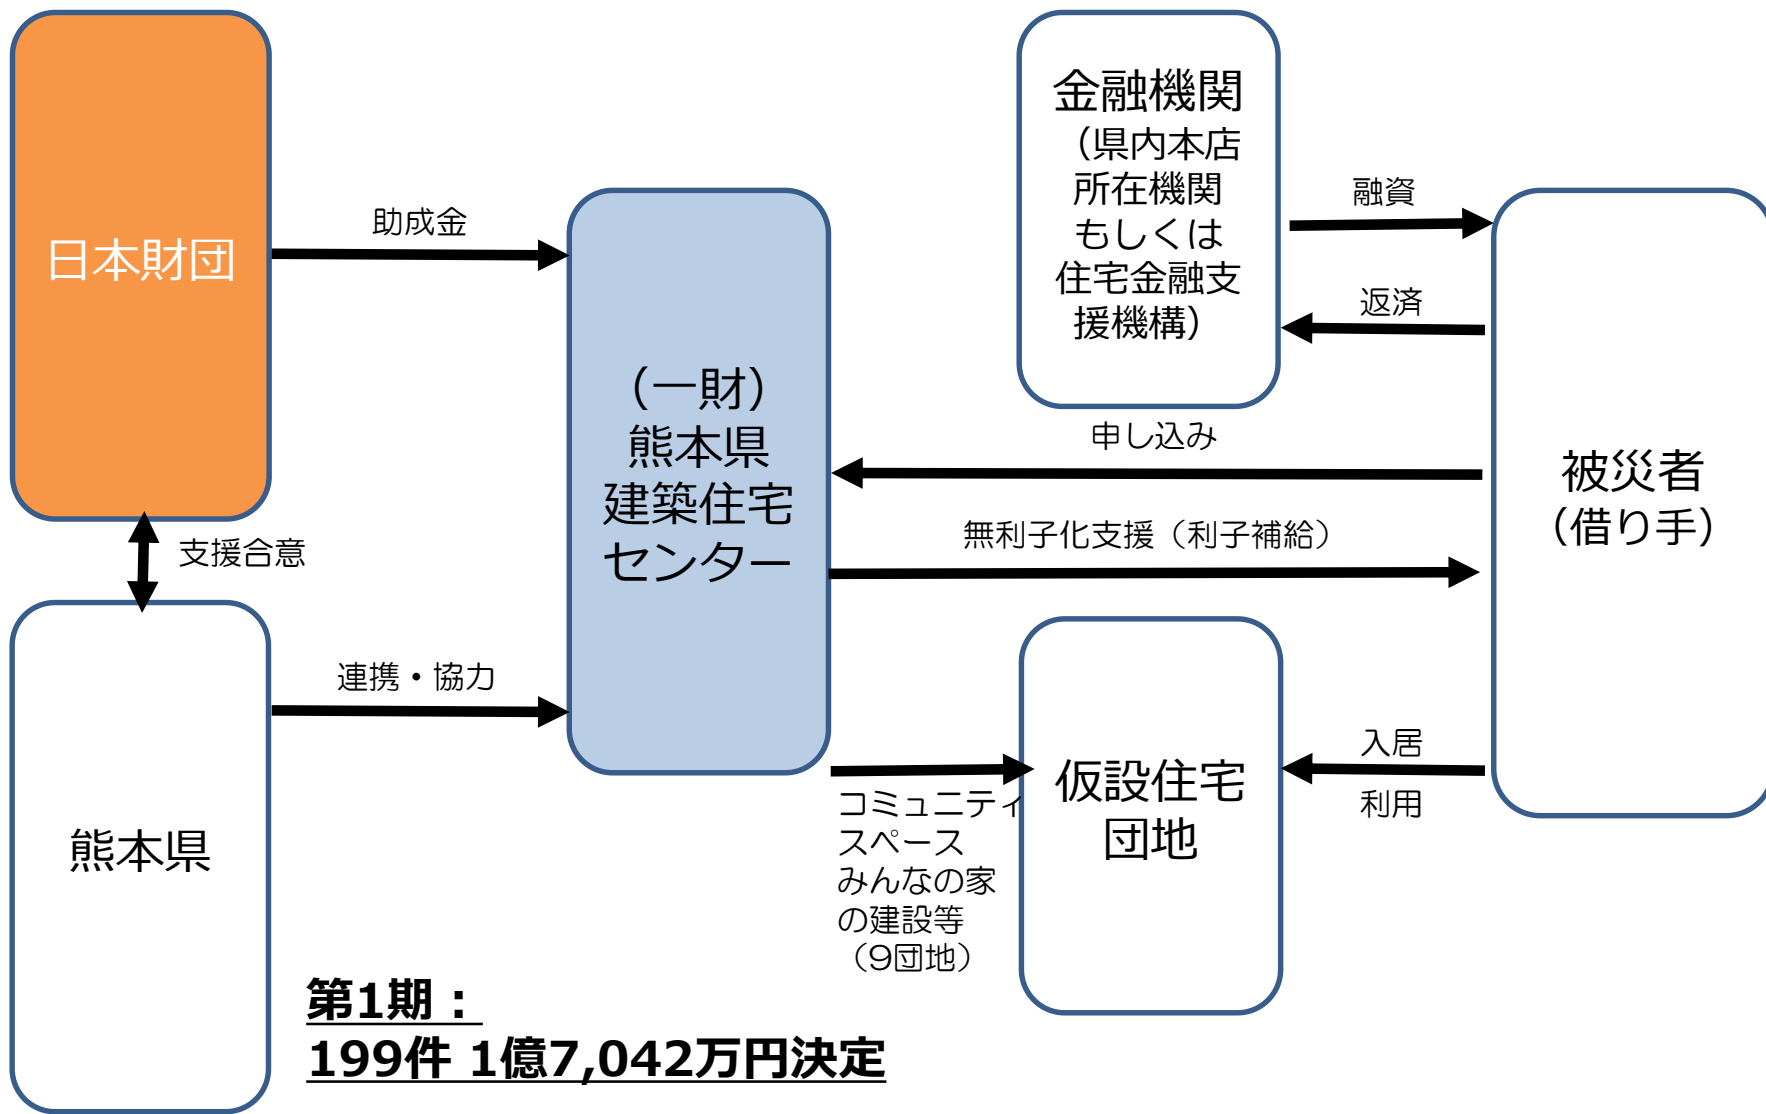 日本財団
助成金
支援合意
熊本県
連携・協力
（一財）
熊本県
建築住宅
センター
金融機関
（県内本店
所在機関
もしくは
住宅金融支
援機構）
融資
返済
申し込み
無利子化支援（利子補給）
被災者
（借り手）
コミュニティ
スペース
みんなの家
の建設等
（9団地）
仮設住宅
団地
入居
利用
第1期：
199件 1億7,042万円決定